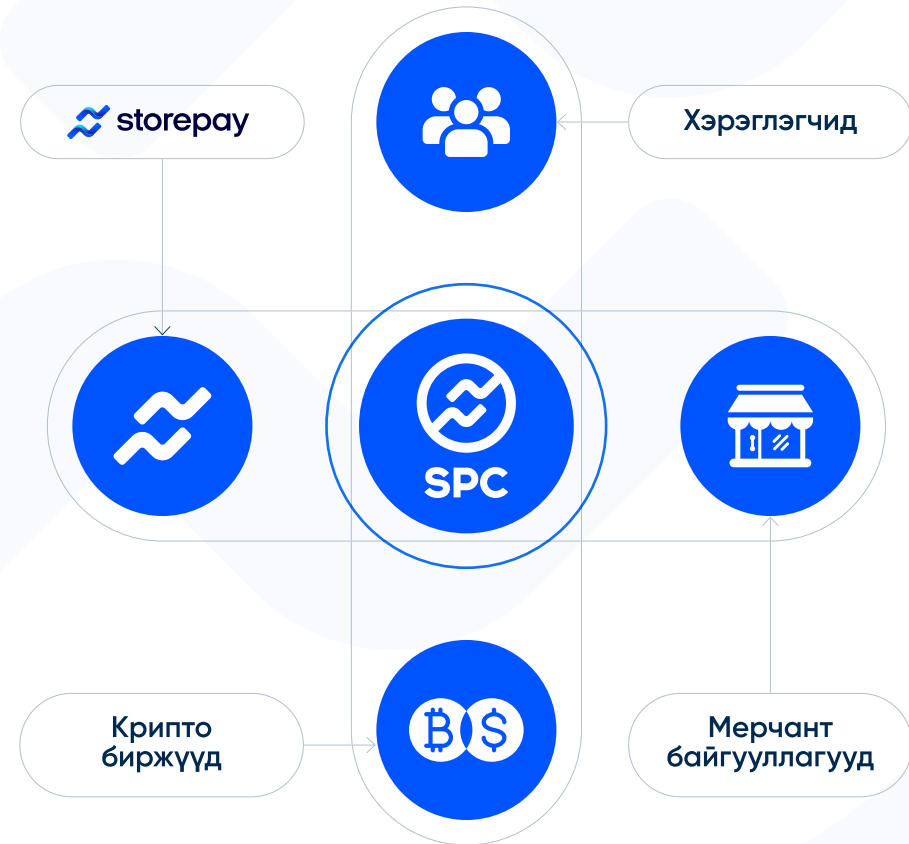 storepay
Хэрэглэгчид
SPC
Крипто
биржүүд
Мерчант
байгууллагууд